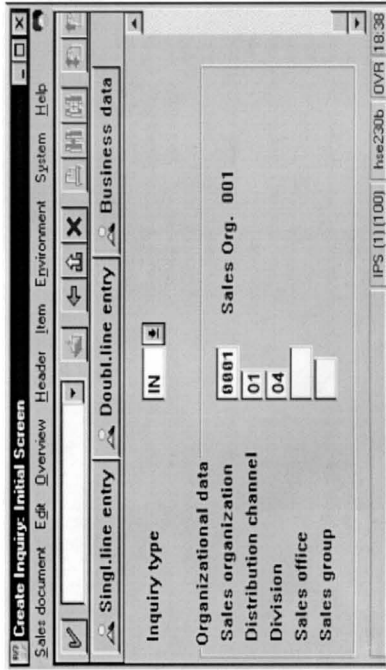 Create Inquiry: Initial Screen
Sales document Edit Overview Header Item Environment System Help
Singl.line entry Doubl.line entry Business data
Inquiry type IN
Organizational data
Sales organization 0001 Sales Org. 001
Distribution channel 01
Division 04
Sales office
Sales group
IPS (1) (100) hse230b OVR 18:38